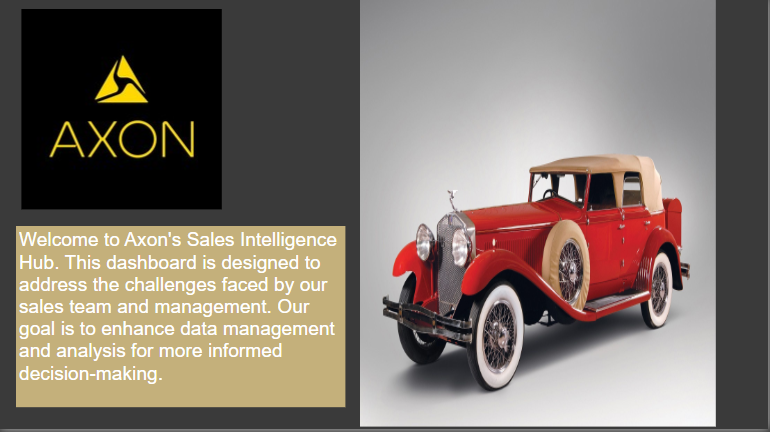 AXON
Welcome to Axon's Sales Intelligence
Hub. This dashboard is designed to
address the challenges faced by our
sales team and management. Our
goal is to enhance data management
and analysis for more informed
decision-making.